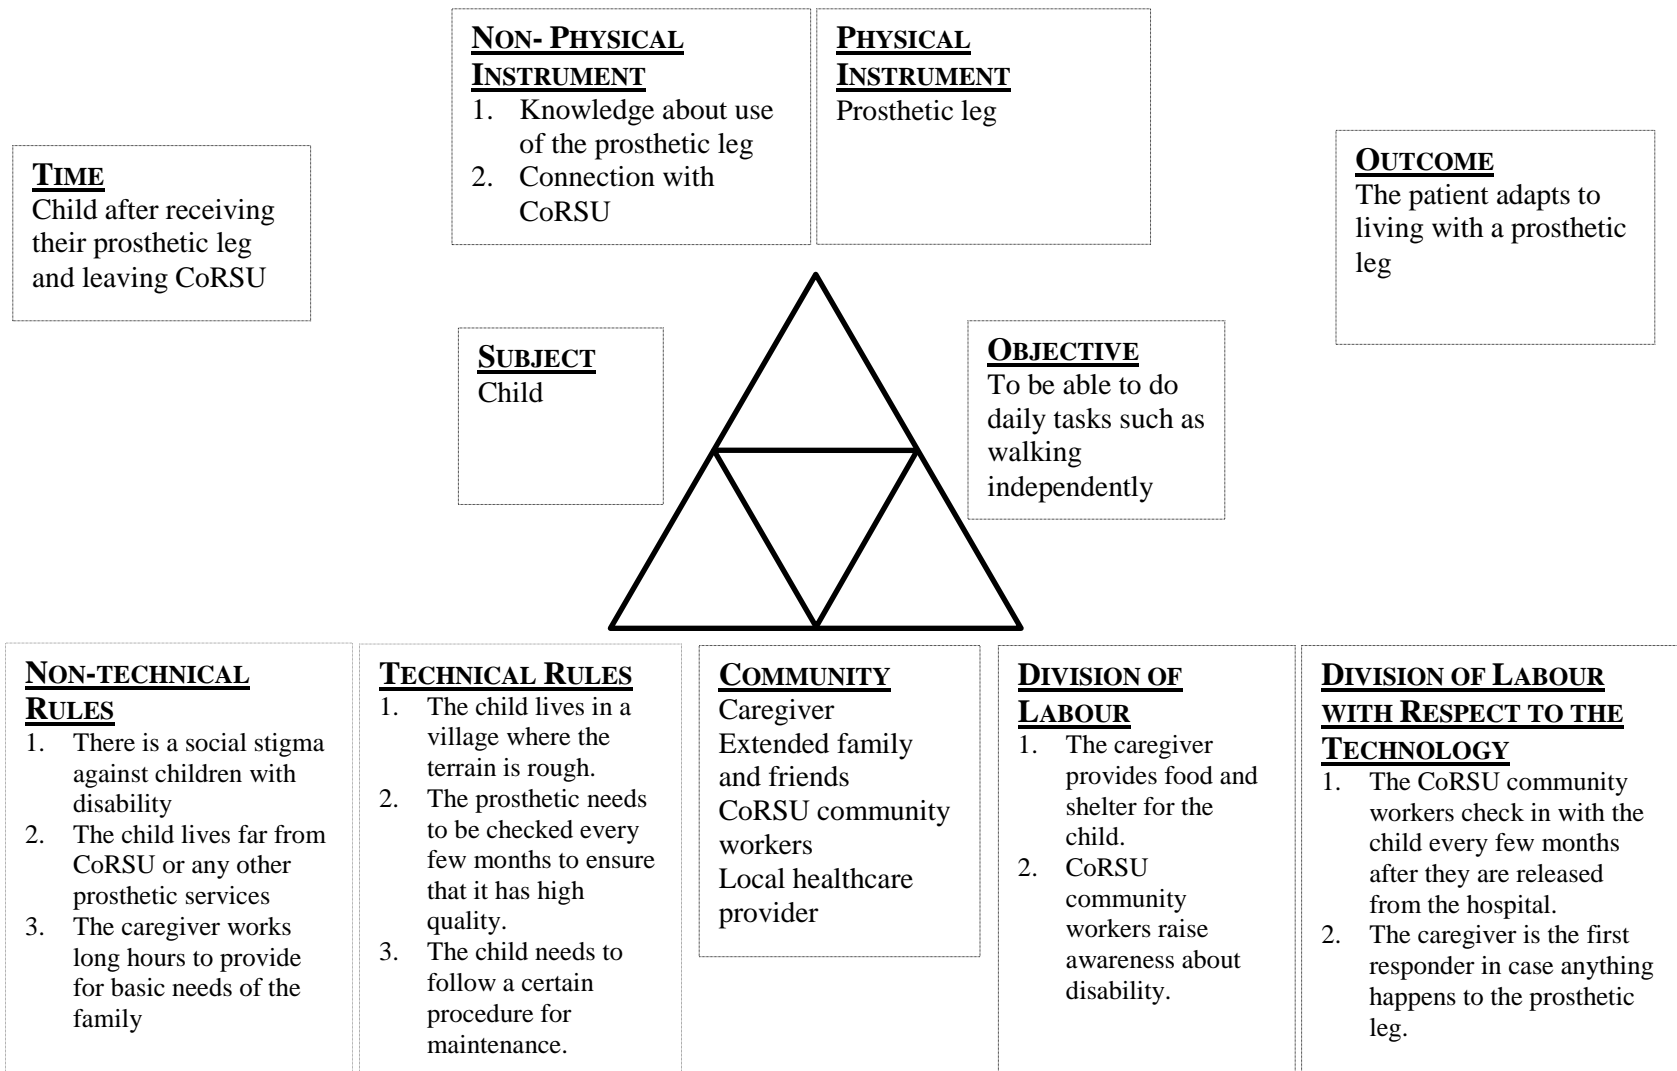 NON- PHYSICAL
INSTRUMENT
1. Knowledge about use
of the prosthetic leg
2. Connection with
CoRSU
PHYSICAL
INSTRUMENT
Prosthetic leg
TIME
Child after receiving
their prosthetic leg
and leaving CoRSU
OUTCOME
The patient adapts to
living with a prosthetic
leg
SUBJECT
Child
OBJECTIVE
To be able to do
daily tasks such as
walking
independently
NON-TECHNICAL
RULES
1. There is a social stigma
against children with
disability
2. The child lives far from
CoRSU or any other
prosthetic services
3. The caregiver works
long hours to provide
for basic needs of the
family
TECHNICAL RULES
1. The child lives in a
village where the
terrain is rough.
2. The prosthetic needs
to be checked every
few months to ensure
that it has high
quality.
3. The child needs to
follow a certain
procedure for
maintenance.
COMMUNITY
Caregiver
Extended family
and friends
CoRSU community
workers
Local healthcare
provider
DIVISION OF
LABOUR
1. The caregiver
provides food and
shelter for the
child.
2. CoRSU
community
workers raise
awareness about
disability.
DIVISION OF LABOUR
WITH RESPECT TO THE
TECHNOLOGY
1. The CoRSU community
workers check in with the
child every few months
after they are released
from the hospital.
2. The caregiver is the first
responder in case anything
happens to the prosthetic
leg.